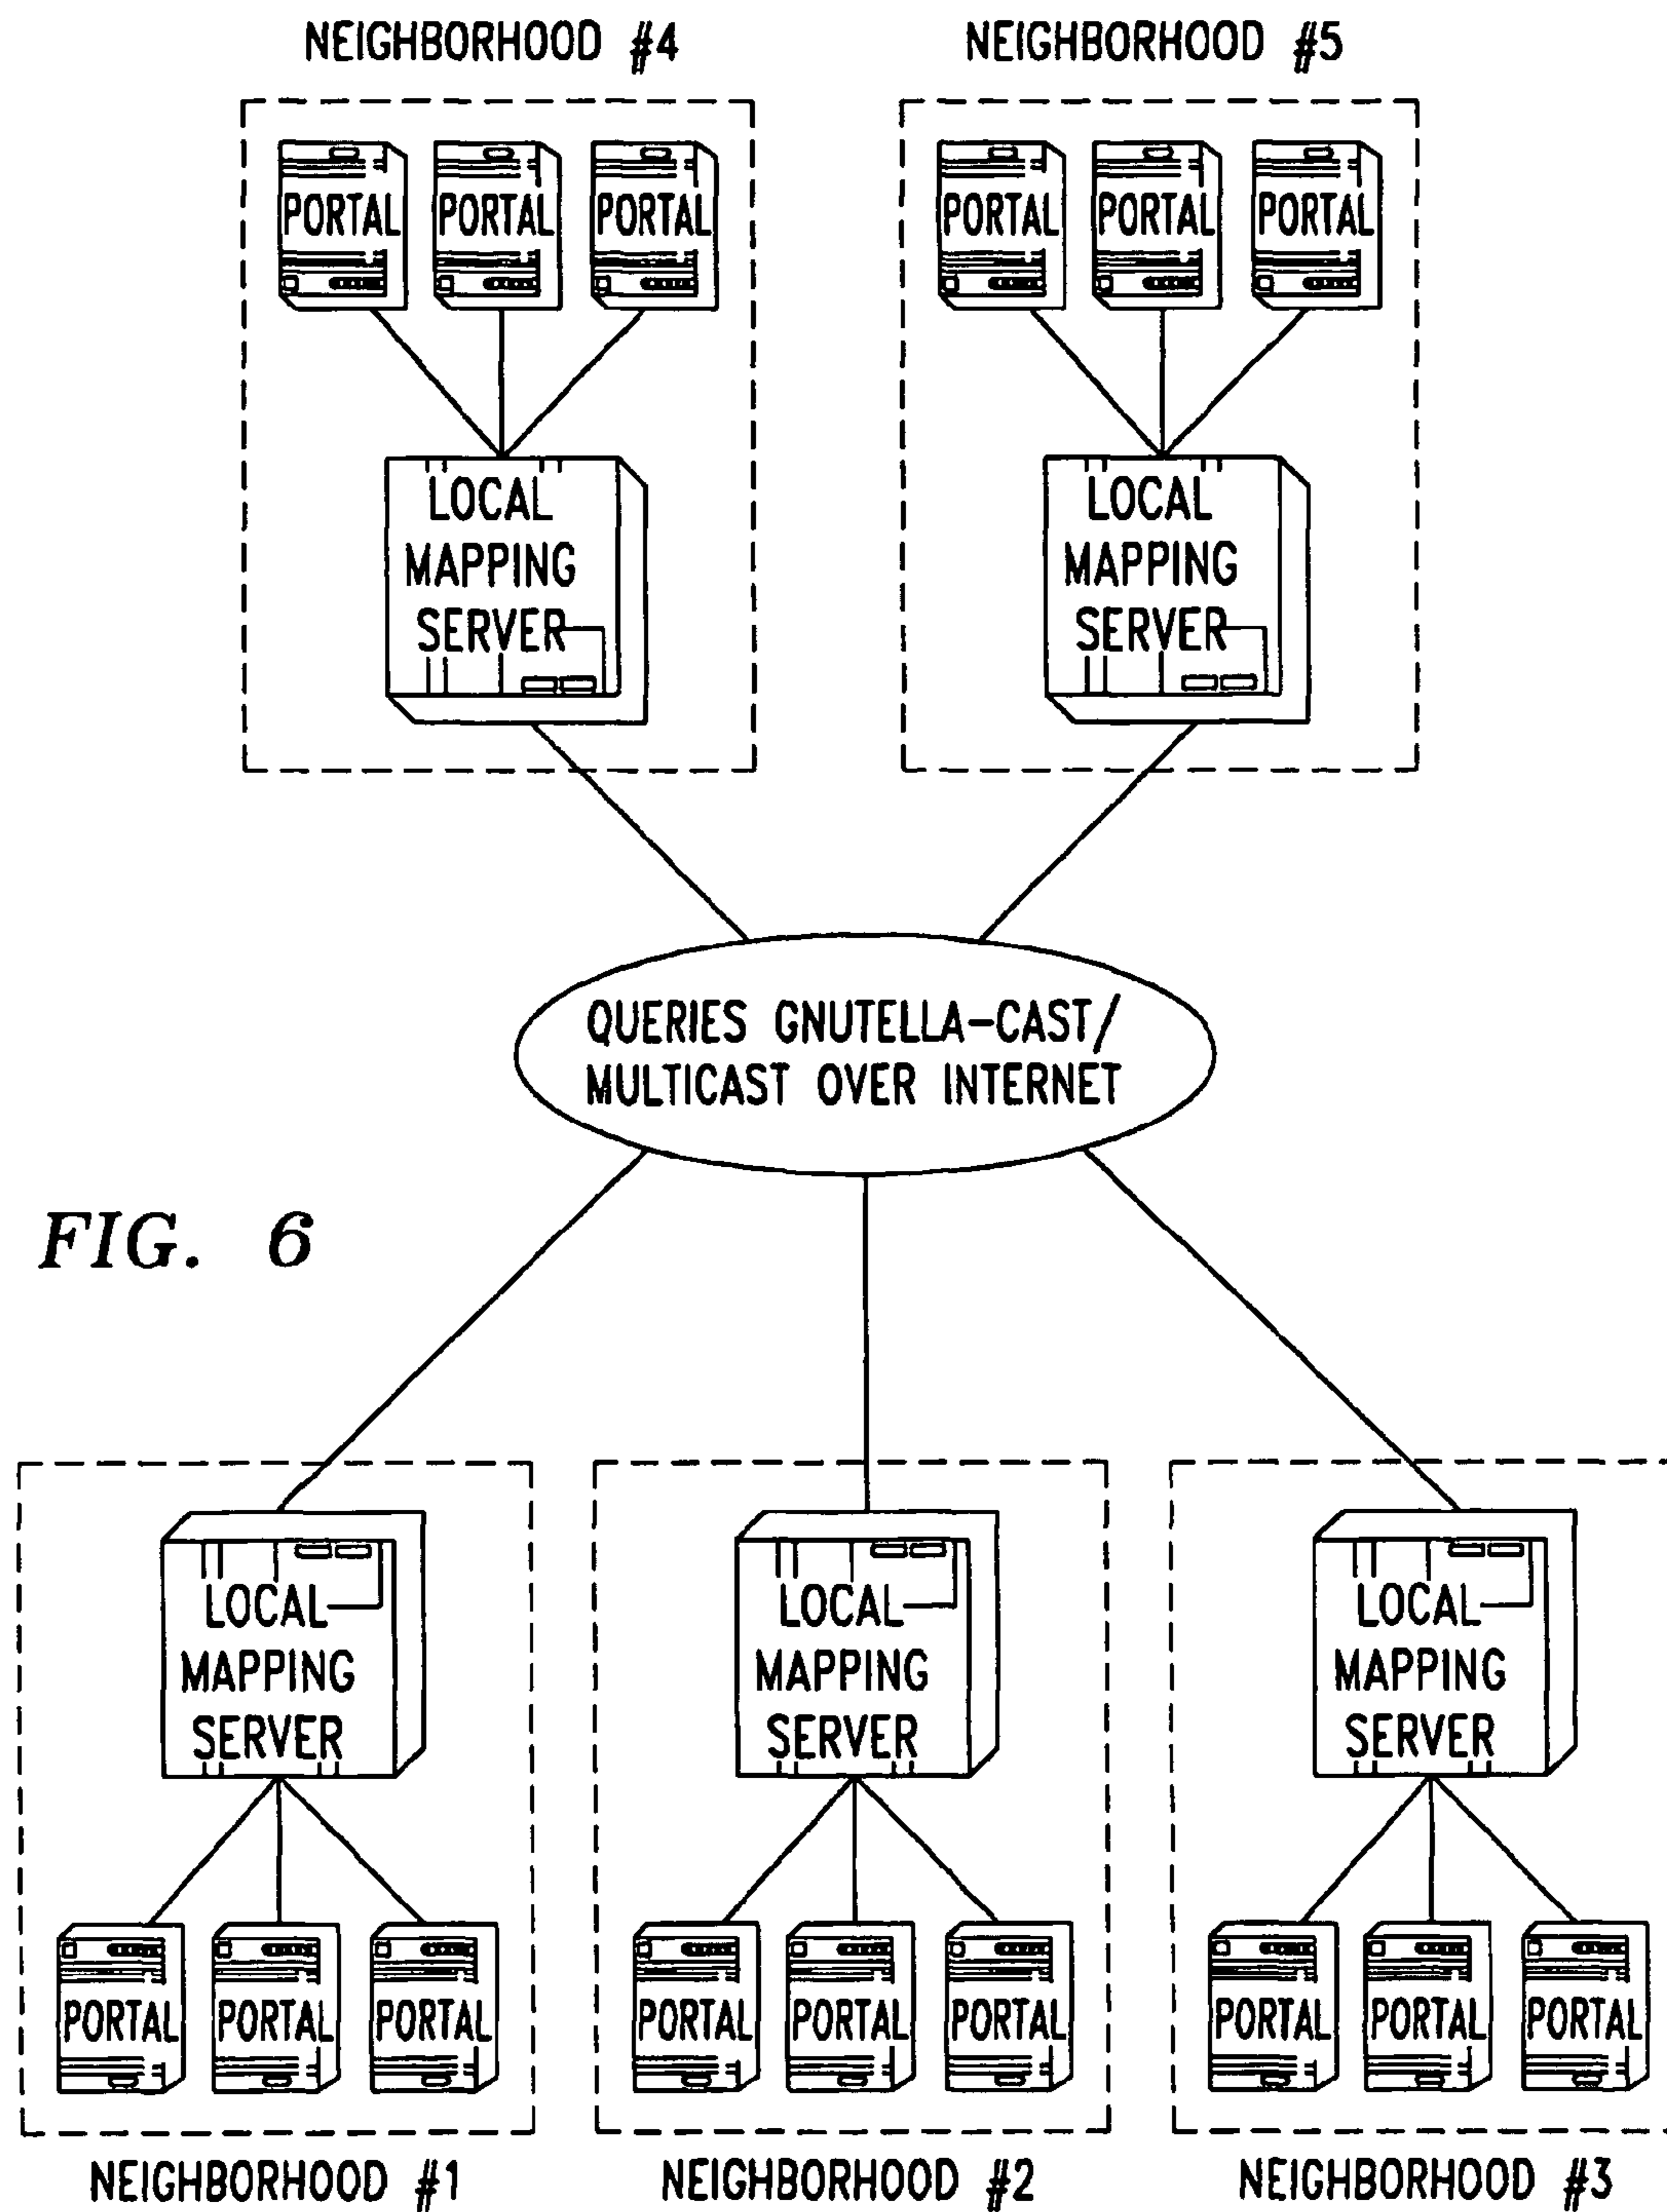 NEIGHBORHOOD #4
NEIGHBORHOOD #5
PORTAL PORTAL PORTAL
PORTAL PORTAL PORTAL
LOCAL
MAPPING
SERVER
LOCAL
MAPPING
SERVER
QUERIES GNUTELLA-CAST/
MULTICAST OVER INTERNET
FIG. 6
LOCAL
MAPPING
SERVER
LOCAL
MAPPING
SERVER
LOCAL
MAPPING
SERVER
PORTAL PORTAL PORTAL
PORTAL PORTAL PORTAL
PORTAL PORTAL PORTAL
NEIGHBORHOOD #1
NEIGHBORHOOD #2
NEIGHBORHOOD #3